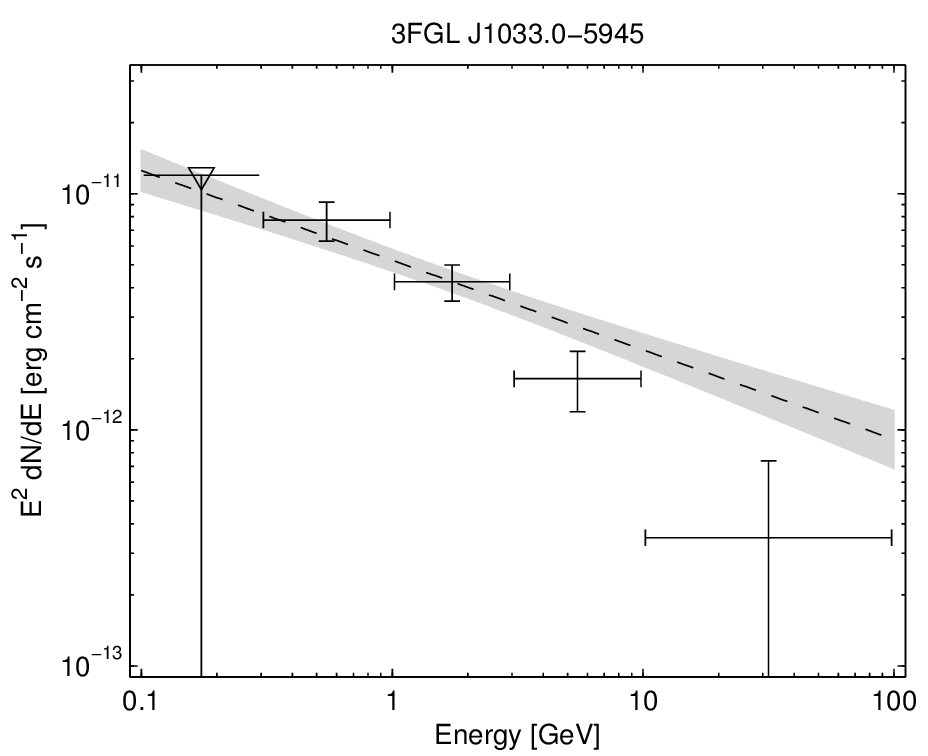 3FGL J1033.0−5945
E² dN/dE [erg cm⁻² s⁻¹]
10⁻¹¹
10⁻¹²
10⁻¹³
0.1 1 10 100
Energy [GeV]